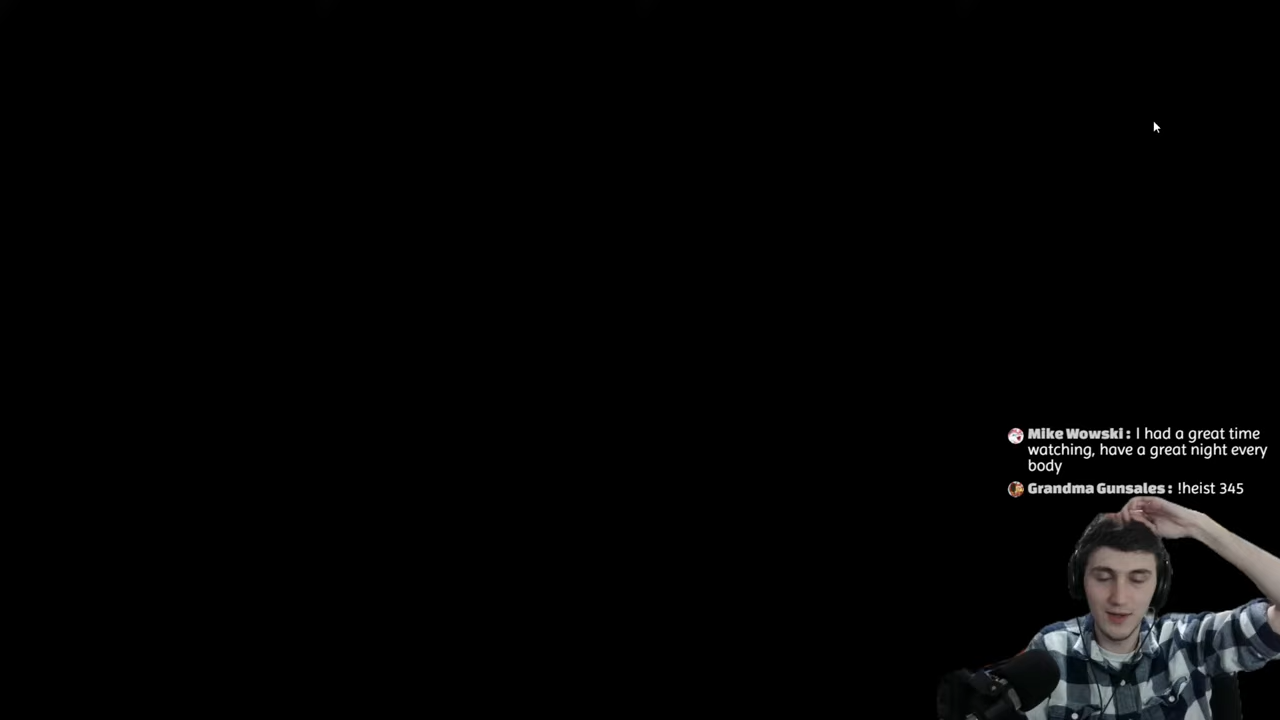 Mike Wowski: I had a great time
watching, have a great night every
body
Grandma Gunsales: !heist 345